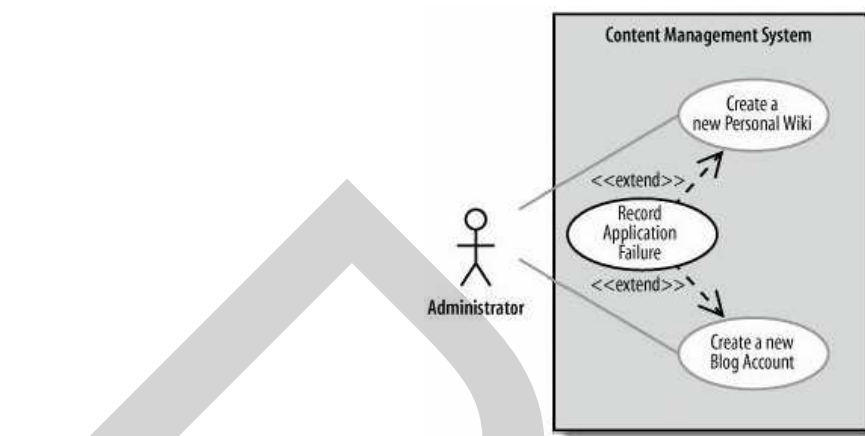 Content Management System
Create a
new Personal Wiki
<<extend>>
Record
Application
Failure
<<extend>>
Administrator
Create a new
Blog Account